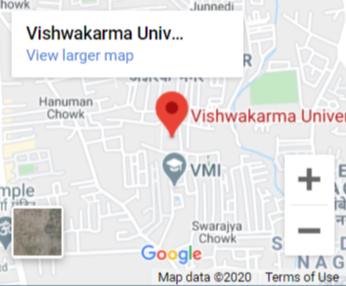 howk
Junnedi
Vishwakarma Univ...
View larger map
R
Hanuman
Chowk
Vishwakarma Univer
VMI
mple
Swarajya
Chowk
S
D
NAG
Google
Map data ©2020 Terms of Use